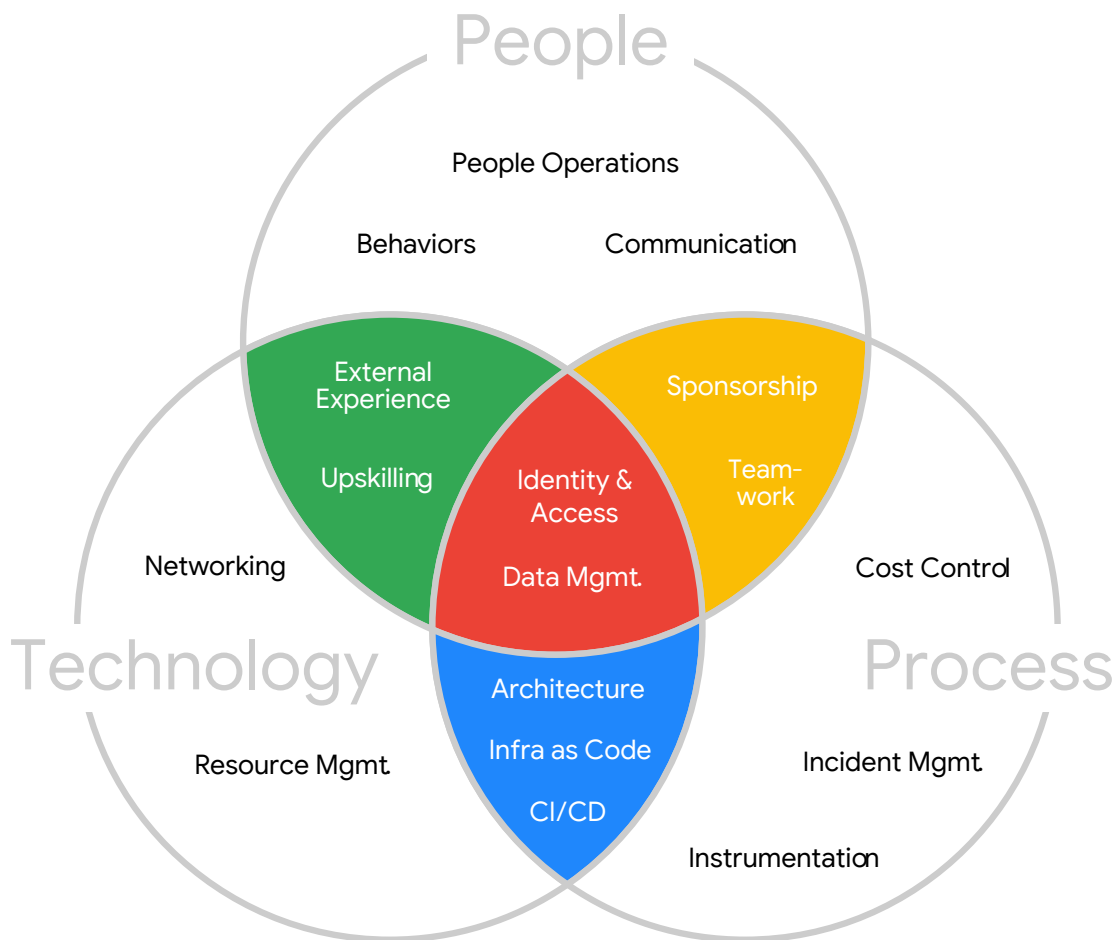 People
People Operations
Behaviors
Communication
External
Experience
Sponsorship
Upskilling
Team-
work
Identity &
Access
Networking
Cost Control
Data Mgmt.
Technology
Process
Architecture
Infra as Code
Resource Mgmt.
Incident Mgmt.
CI/CD
Instrumentation